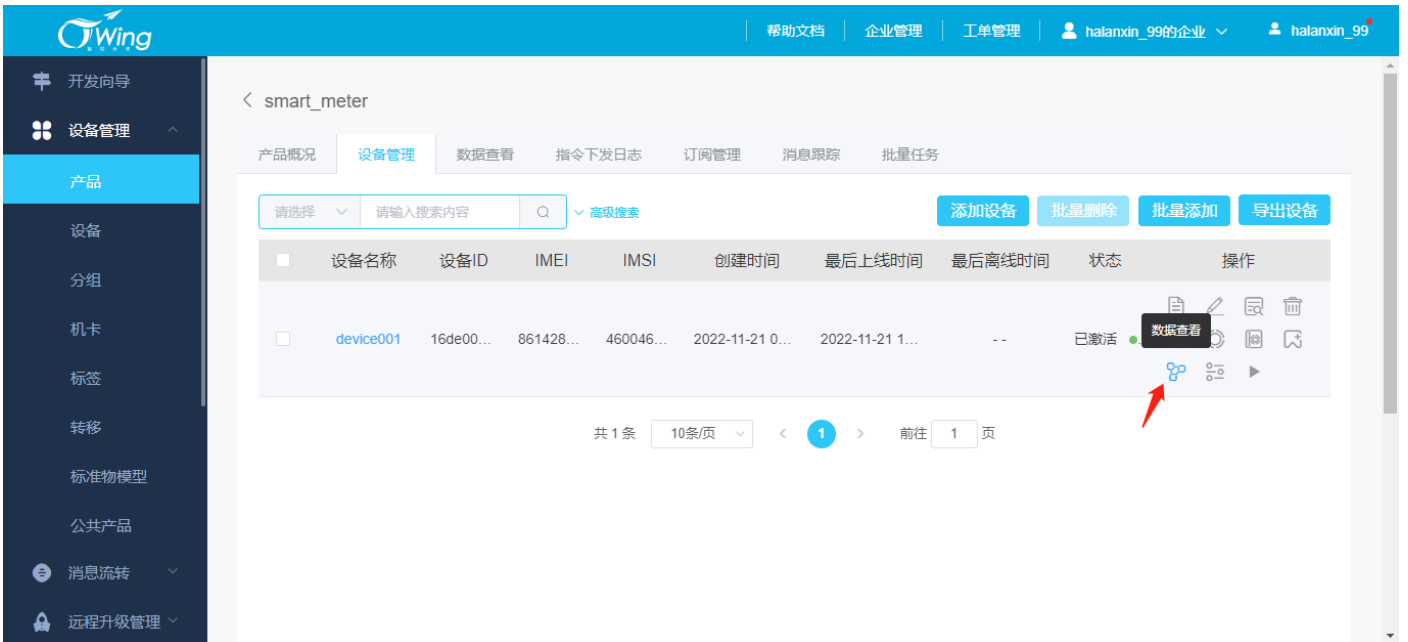 CTWing
帮助文档 企业管理 工单管理 halanxin_99的企业 halanxin_99
开发向导
设备管理
产品
设备
分组
机卡
标签
转移
标准物模型
公共产品
消息流转
远程升级管理
smart_meter
产品概况 设备管理 数据查看 指令下发日志 订阅管理 消息跟踪 批量任务
请选择 请输入搜索内容 高级搜索 添加设备 批量删除 批量添加 导出设备
设备名称 设备ID IMEI IMSI 创建时间 最后上线时间 最后离线时间 状态 操作
数据查看
device001 16de00... 861428... 460046... 2022-11-21 0... 2022-11-21 1... - - 已激活
共 1 条 10条/页 1 前往 1 页